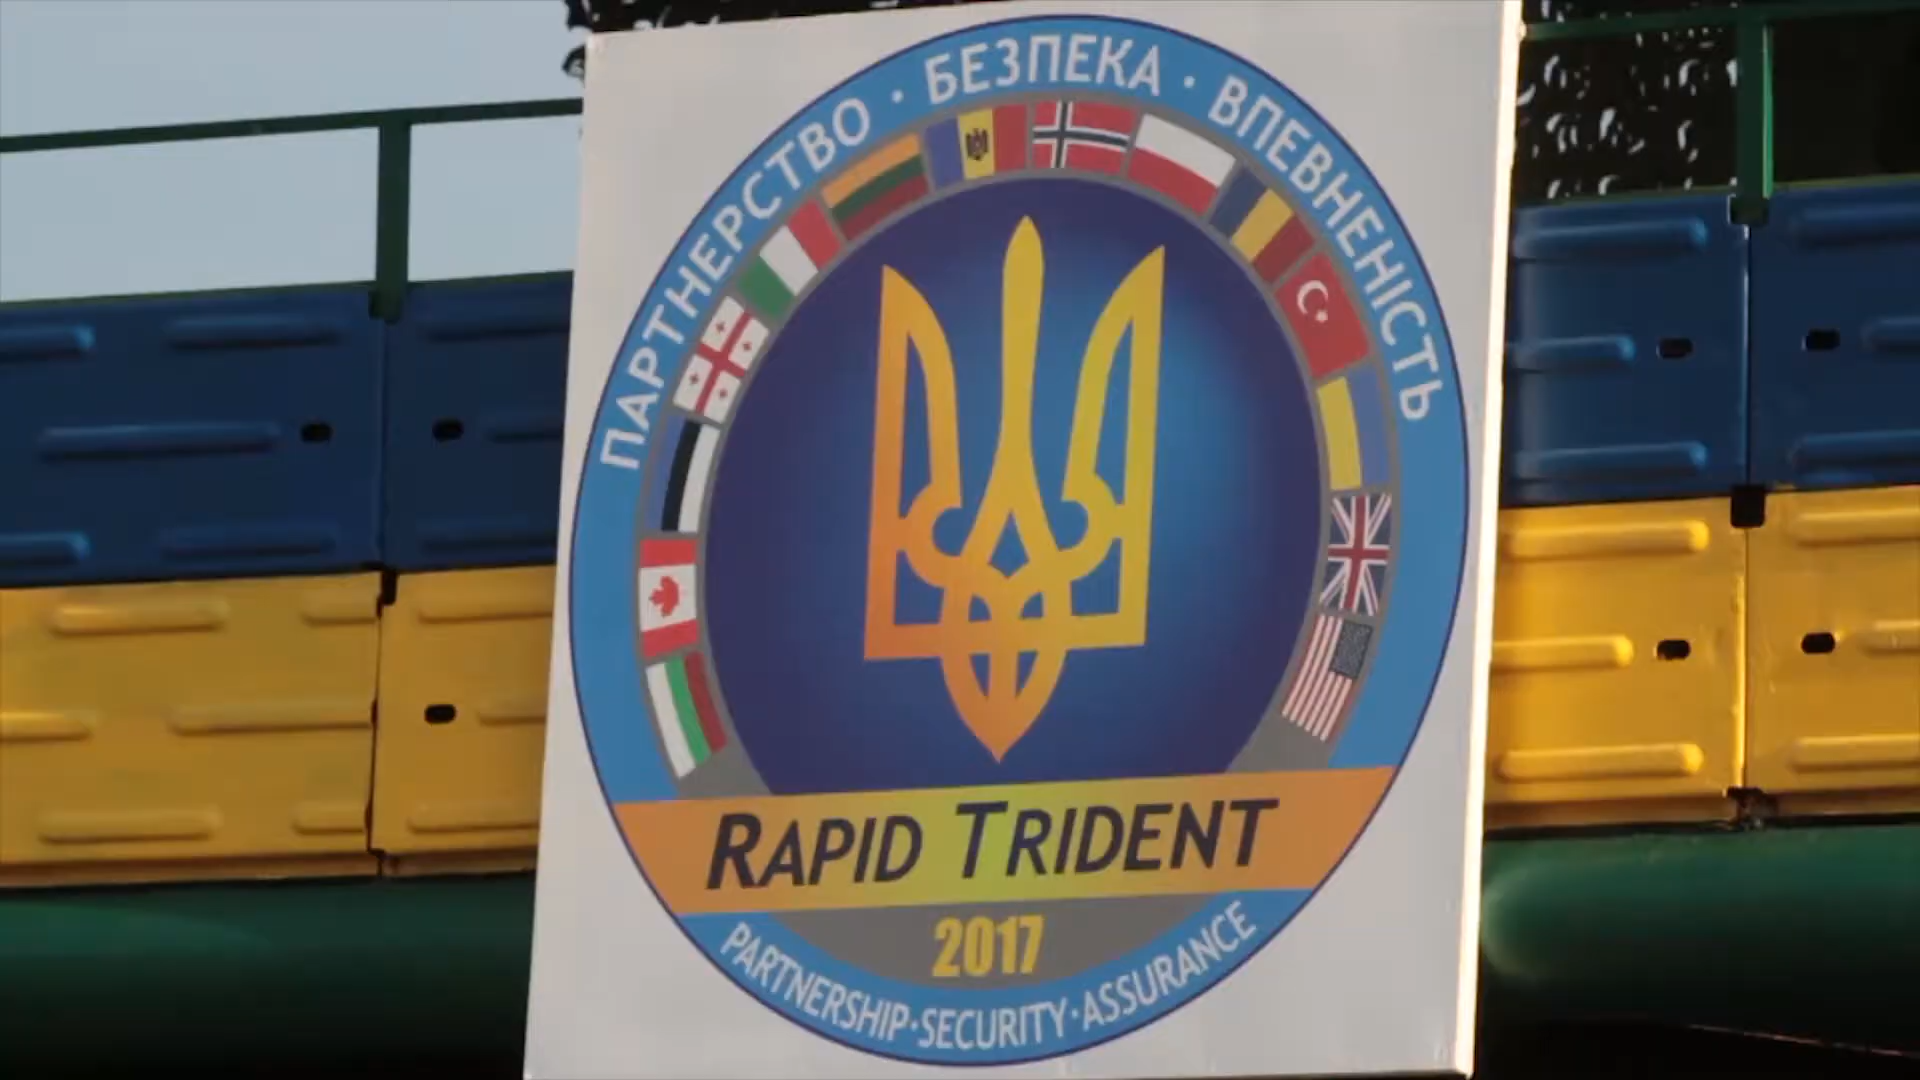 ПАРТНЕРСТВО · БЕЗПЕКА · ВПЕВНЕНІСТЬ
RAPID TRIDENT
2017
PARTNERSHIP·SECURITY·ASSURANCE